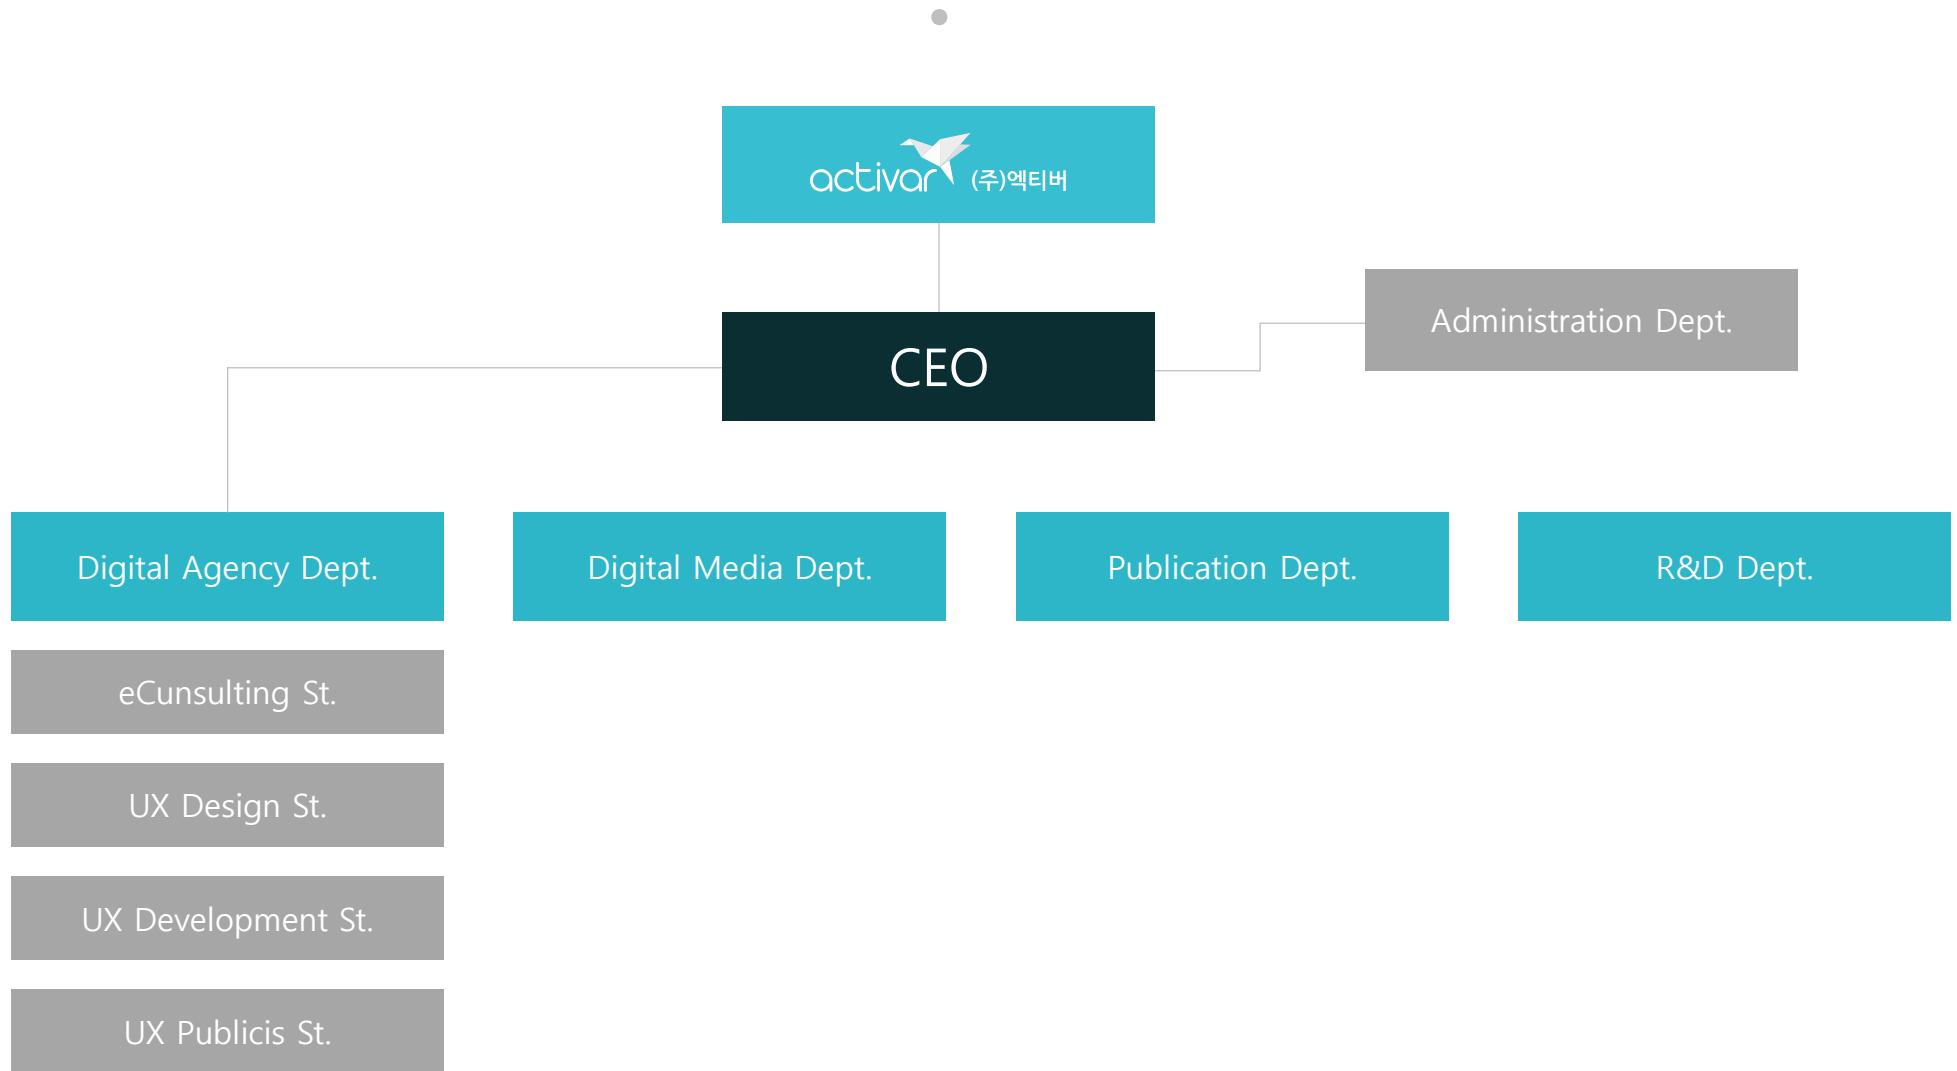 activar (주)엑티버
Administration Dept.
CEO
Digital Agency Dept.
Digital Media Dept.
Publication Dept.
R&D Dept.
eCunsulting St.
UX Design St.
UX Development St.
UX Publicis St.